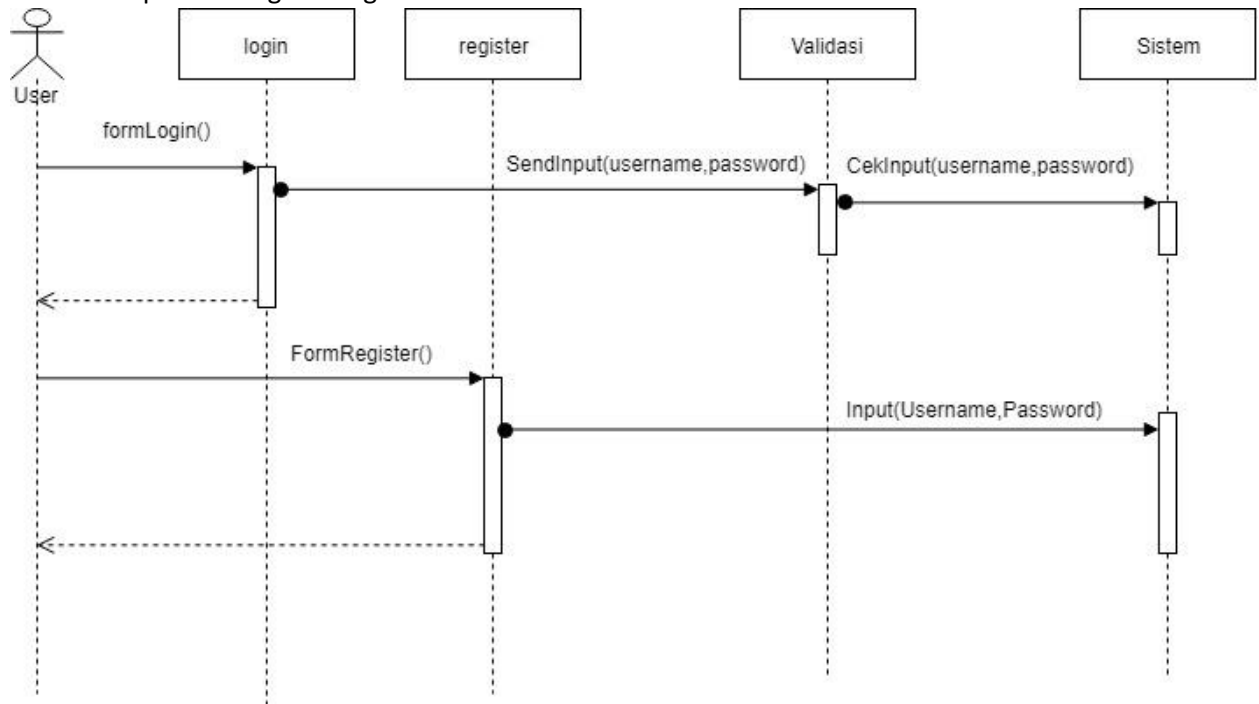 login
register
Validasi
Sistem
User
formLogin()
SendInput(username,password)
CekInput(username,password)
FormRegister()
Input(Username,Password)